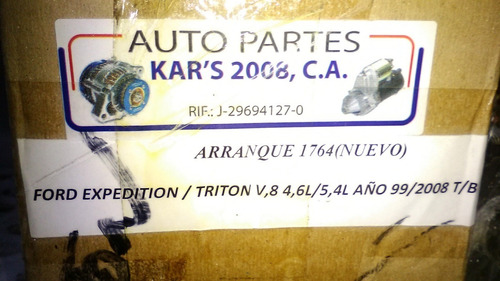 AUTO PARTES
KAR'S 2008, C.A.
RIF.: J-29694127-0
ARRANQUE 1764(NUEVO)
FORD EXPEDITION / TRITON V,8 4,6L/5,4L AÑO 99/2008 T/B